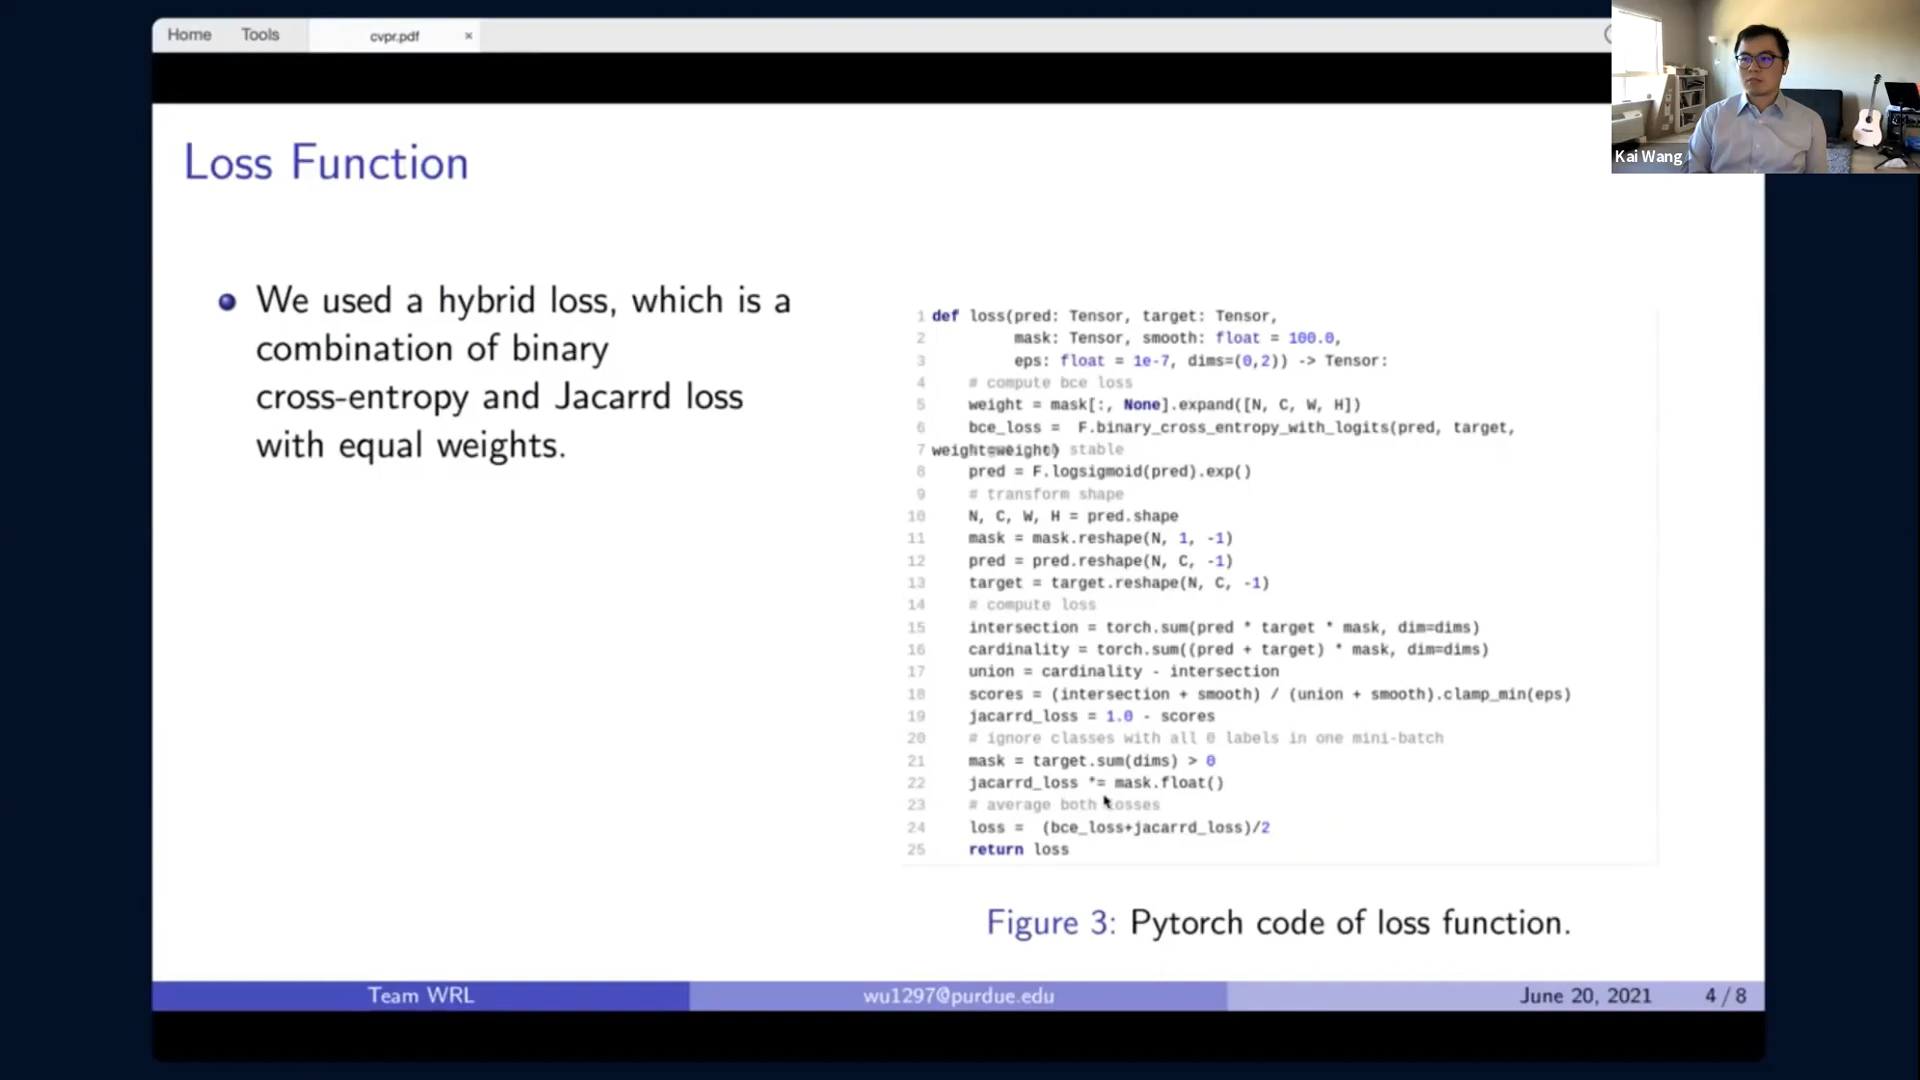 Home Tools cvpr.pdf ×
Kai Wang
Loss Function
We used a hybrid loss, which is a
combination of binary
cross-entropy and Jacarrd loss
with equal weights.
1 def loss(pred: Tensor, target: Tensor,
2 mask: Tensor, smooth: float = 100.0,
3 eps: float = 1e-7, dims=(0,2)) -> Tensor:
4 # compute bce loss
5 weight = mask[:, None].expand([N, C, W, H])
6 bce_loss = F.binary_cross_entropy_with_logits(pred, target,
7 weight=weight) stable
8 pred = F.logsigmoid(pred).exp()
9 # transform shape
10 N, C, W, H = pred.shape
11 mask = mask.reshape(N, 1, -1)
12 pred = pred.reshape(N, C, -1)
13 target = target.reshape(N, C, -1)
14 # compute loss
15 intersection = torch.sum(pred * target * mask, dim=dims)
16 cardinality = torch.sum((pred + target) * mask, dim=dims)
17 union = cardinality - intersection
18 scores = (intersection + smooth) / (union + smooth).clamp_min(eps)
19 jacarrd_loss = 1.0 - scores
20 # ignore classes with all 0 labels in one mini-batch
21 mask = target.sum(dims) > 0
22 jacarrd_loss *= mask.float()
23 # average both losses
24 loss = (bce_loss+jacarrd_loss)/2
25 return loss
Figure 3: Pytorch code of loss function.
Team WRL wu1297@purdue.edu June 20, 2021 4 / 8